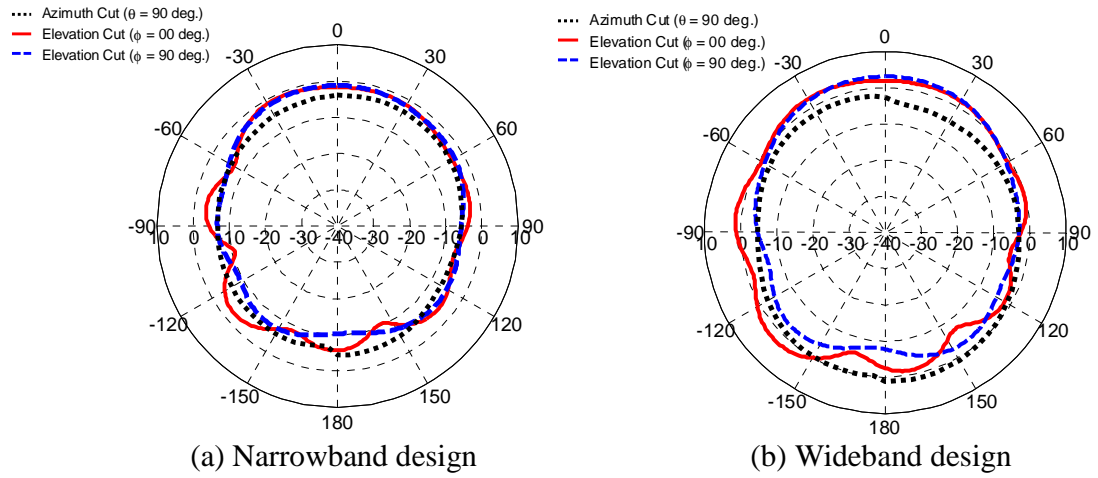 Azimuth Cut (θ = 90 deg.)
Elevation Cut (ϕ = 00 deg.)
Elevation Cut (ϕ = 90 deg.)
0
-30 30
-60 60
-90 90
10 0 10 -20 -30 -40 -30 -20 10 0 10
-120 120
-150 150
180
(a) Narrowband design
Azimuth Cut (θ = 90 deg.)
Elevation Cut (ϕ = 00 deg.)
Elevation Cut (ϕ = 90 deg.)
0
-30 30
-60 60
-90 90
10 0 10 20 -30 -40 -30 20 10 0 10
-120 120
-150 150
180
(b) Wideband design